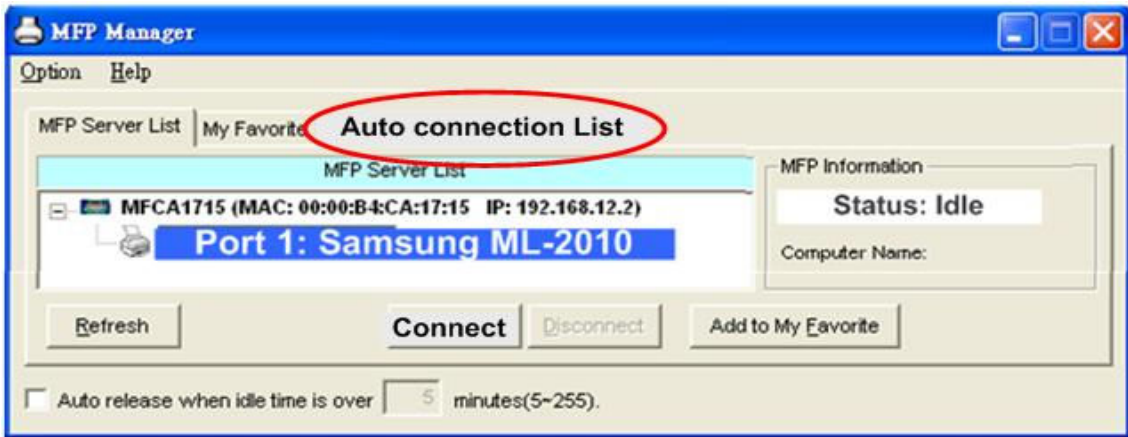 MFP Manager
Option Help
MFP Server List My Favorite Auto connection List
MFP Server List
MFCA1715 (MAC: 00:00:B4:CA:17:15 IP: 192.168.12.2)
Port 1: Samsung ML-2010
MFP Information
Status: Idle
Computer Name:
Refresh Connect Disconnect Add to My Favorite
Auto release when idle time is over 5 minutes(5~255).